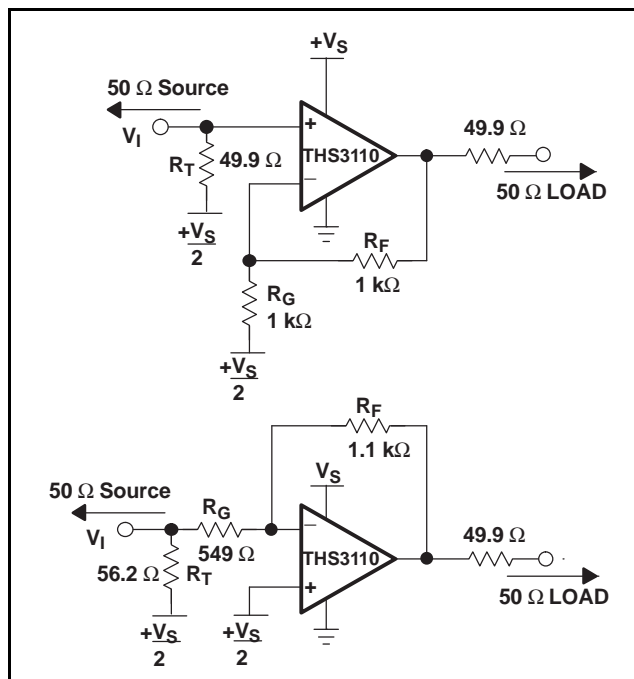 +VS
50 Ω Source
VI
+
THS3110
−
49.9 Ω
RT
49.9 Ω
50 Ω LOAD
+VS
2
RF
1 kΩ
RG
1 kΩ
+VS
2
RF
1.1 kΩ
50 Ω Source
VS
RG
VI
549 Ω
−
THS3110
+
49.9 Ω
56.2 Ω
RT
50 Ω LOAD
+VS
2
+VS
2